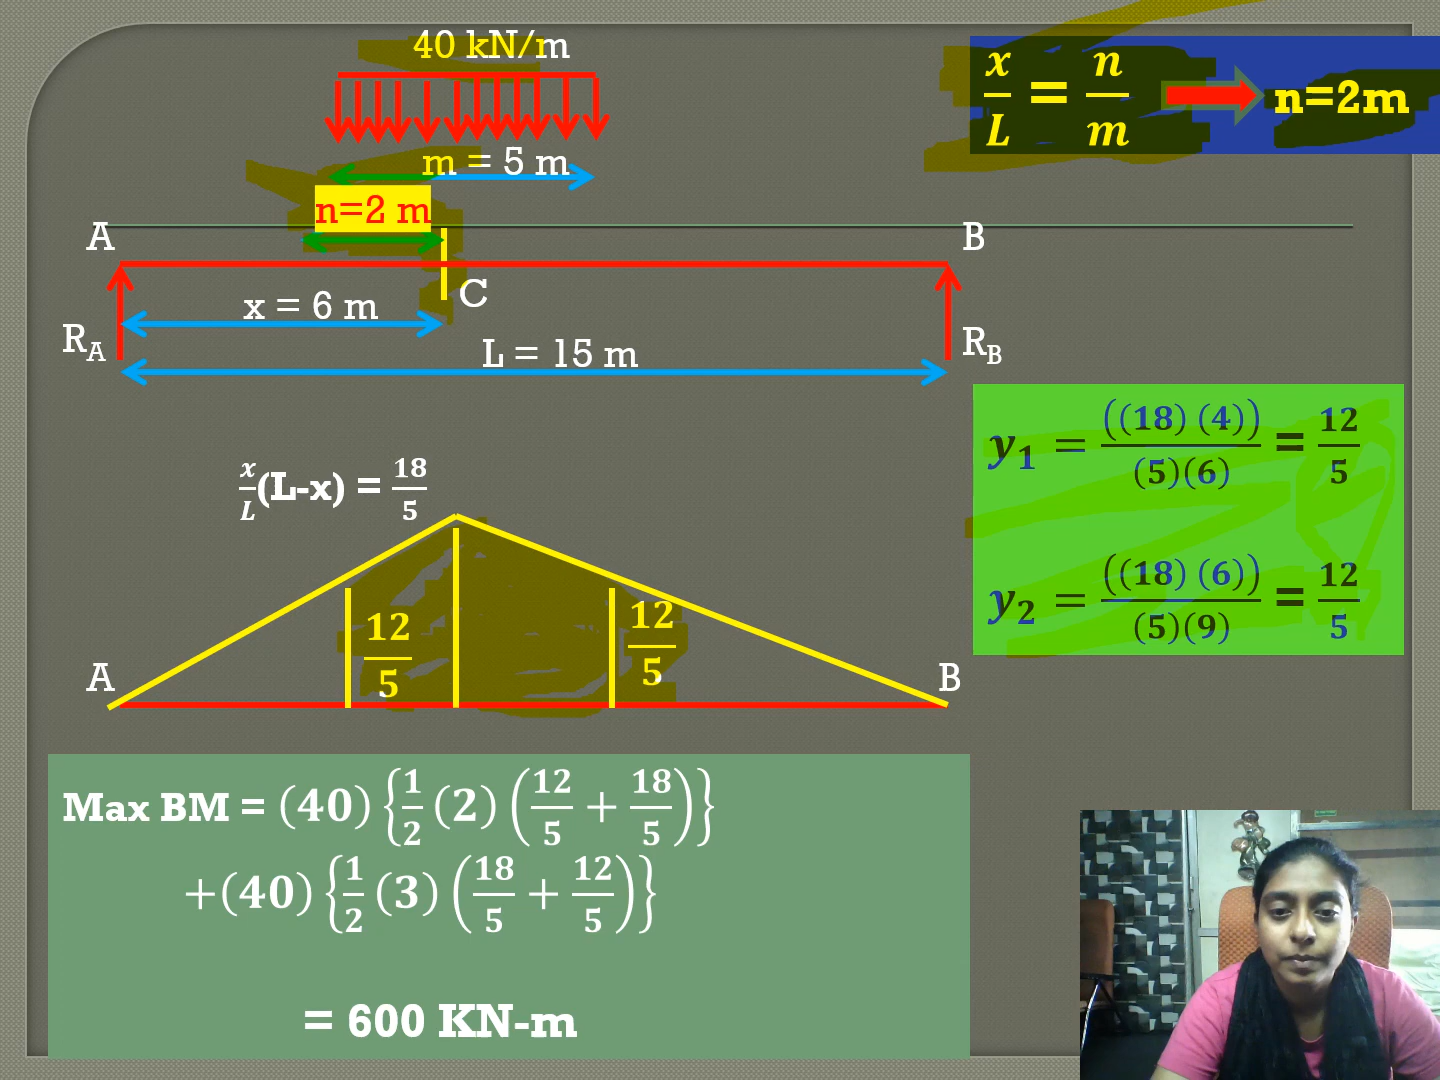 40 kN/m
x/L = n/m n=2m
m = 5 m
n=2 m
A B
C
x = 6 m
R_A R_B
L = 15 m
y₁ = ((18) (4))/(5)(6) = 12/5
x/L(L-x) = 18/5
y₂ = ((18) (6))/(5)(9) = 12/5
12/5 12/5
A B
Max BM = (40) {1/2 (2) (12/5 + 18/5)}
+(40) {1/2 (3) (18/5 + 12/5)}
= 600 KN-m